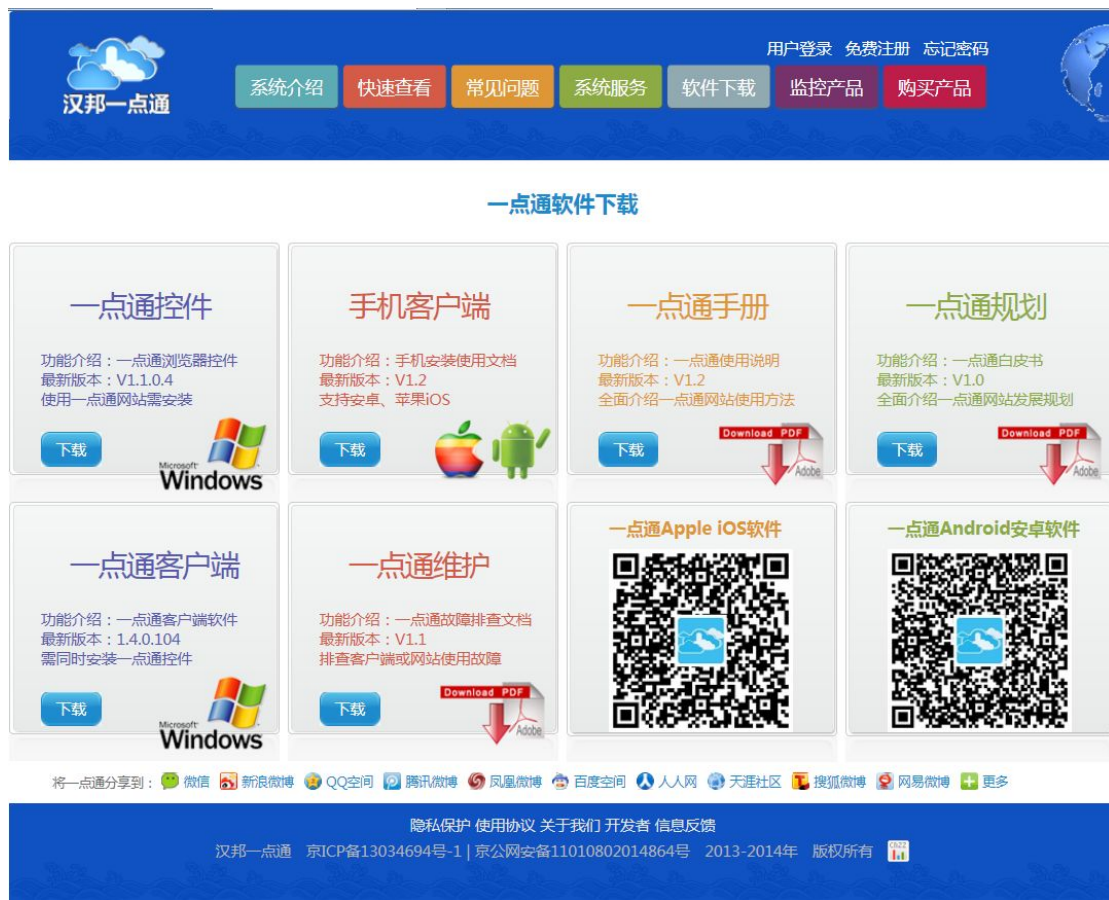 用户登录 免费注册 忘记密码
汉邦一点通
系统介绍 快速查看 常见问题 系统服务 软件下载 监控产品 购买产品
一点通软件下载
一点通控件
功能介绍：一点通浏览器控件
最新版本：V1.1.0.4
使用一点通网站需安装
下载
Microsoft
Windows
手机客户端
功能介绍：手机安装使用文档
最新版本：V1.2
支持安卓、苹果iOS
下载
一点通手册
功能介绍：一点通使用说明
最新版本：V1.2
全面介绍一点通网站使用方法
下载
Download PDF
Adobe
一点通规划
功能介绍：一点通白皮书
最新版本：V1.0
全面介绍一点通网站发展规划
下载
Download PDF
Adobe
一点通客户端
功能介绍：一点通客户端软件
最新版本：1.4.0.104
需同时安装一点通控件
下载
Microsoft
Windows
一点通维护
功能介绍：一点通故障排查文档
最新版本：V1.1
排查客户端或网站使用故障
下载
Download PDF
Adobe
一点通Apple iOS软件
一点通Android安卓软件
将一点通分享到： 微信 新浪微博 QQ空间 腾讯微博 凤凰微博 百度空间 人人网 天涯社区 搜狐微博 网易微博 更多
隐私保护 使用协议 关于我们 开发者 信息反馈
汉邦一点通 京ICP备13034694号-1 | 京公网安备11010802014864号 2013-2014年 版权所有